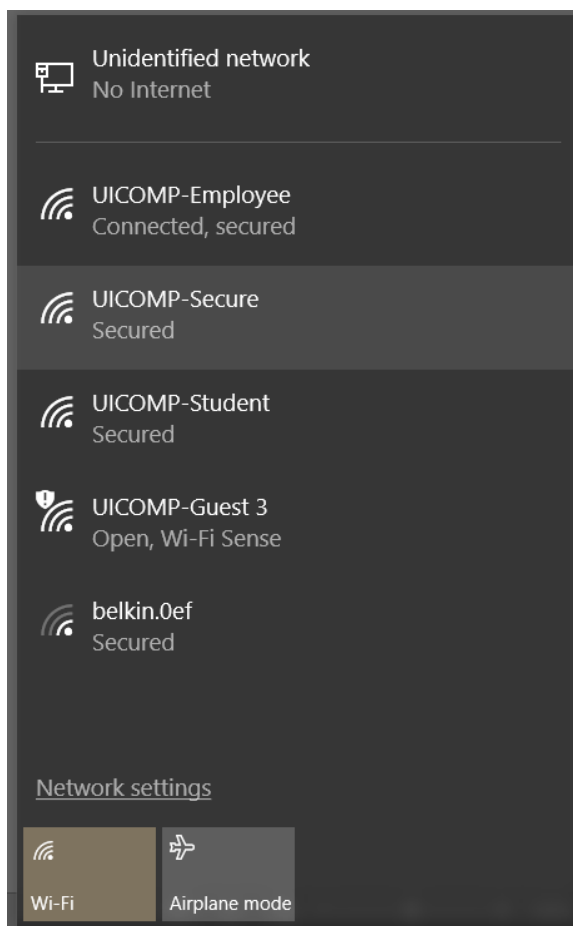 Unidentified network
No Internet
UICOMP-Employee
Connected, secured
UICOMP-Secure
Secured
UICOMP-Student
Secured
UICOMP-Guest 3
Open, Wi-Fi Sense
belkin.0ef
Secured
Network settings
Wi-Fi
Airplane mode